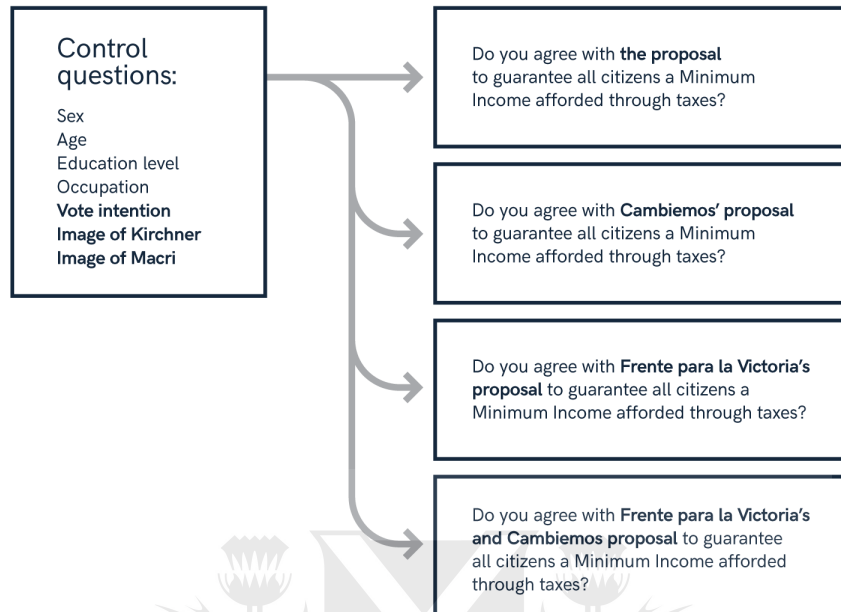 Control
questions:
Sex
Age
Education level
Occupation
Vote intention
Image of Kirchner
Image of Macri
Do you agree with the proposal
to guarantee all citizens a Minimum
Income afforded through taxes?
Do you agree with Cambiemos’ proposal
to guarantee all citizens a Minimum
Income afforded through taxes?
Do you agree with Frente para la Victoria’s
proposal to guarantee all citizens a
Minimum Income afforded through taxes?
Do you agree with Frente para la Victoria’s
and Cambiemos proposal to guarantee
all citizens a Minimum Income afforded
through taxes?